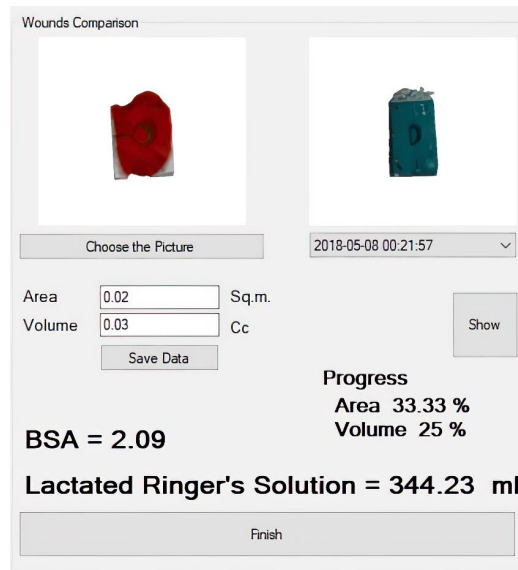 Wounds Comparison
Choose the Picture
2018-05-08 00:21:57
Area 0.02 Sq.m.
Volume 0.03 Cc
Show
Save Data
Progress
Area 33.33 %
Volume 25 %
BSA = 2.09
Lactated Ringer's Solution = 344.23 ml
Finish